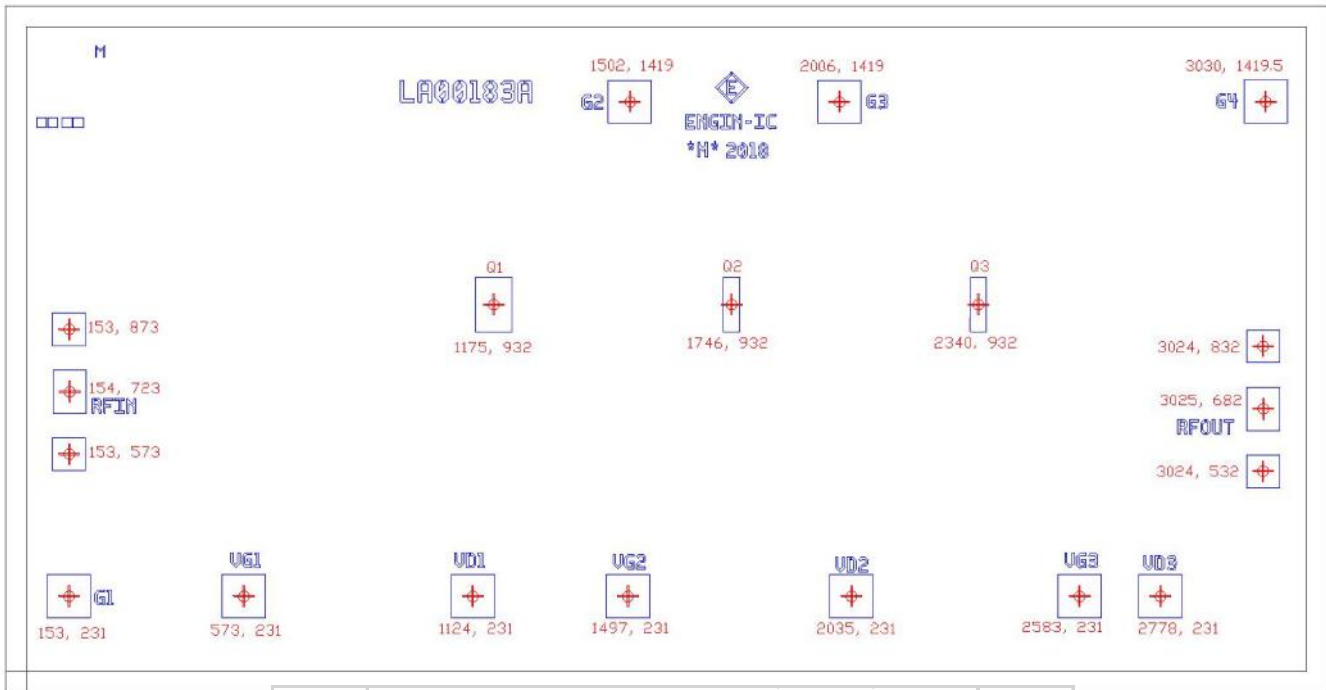 M
1502, 1419
2006, 1419
3030, 1419.5
LA00183A
G2
E
G3
G4
ENGIN-IC
*M* 2018
Q1
Q2
Q3
153, 873
1175, 932
1746, 932
2340, 932
3024, 832
154, 723
RFIN
3025, 682
RFOUT
153, 573
3024, 532
VG1
VD1
VG2
VD2
VG3
VD3
G1
153, 231
573, 231
1124, 231
1497, 231
2035, 231
2583, 231
2778, 231